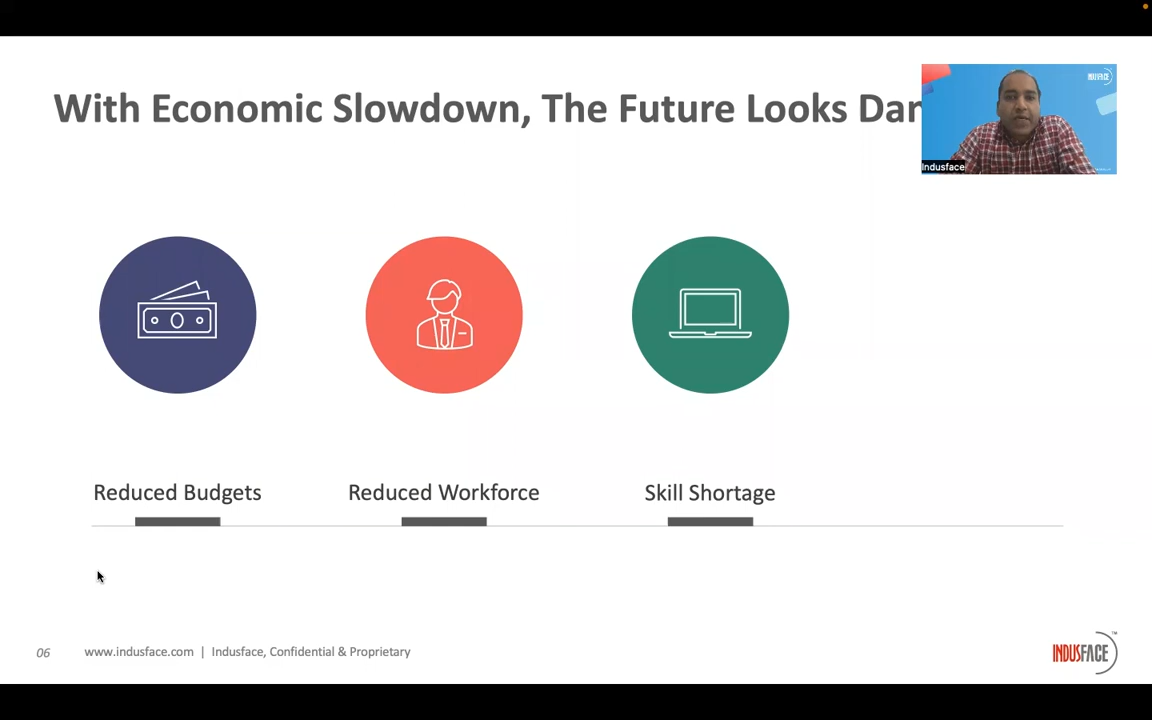 With Economic Slowdown, The Future Looks
INDUSFACE
Indusface
Reduced Budgets
Reduced Workforce
Skill Shortage
06
www.indusface.com | Indusface, Confidential & Proprietary
INDUSFACE™